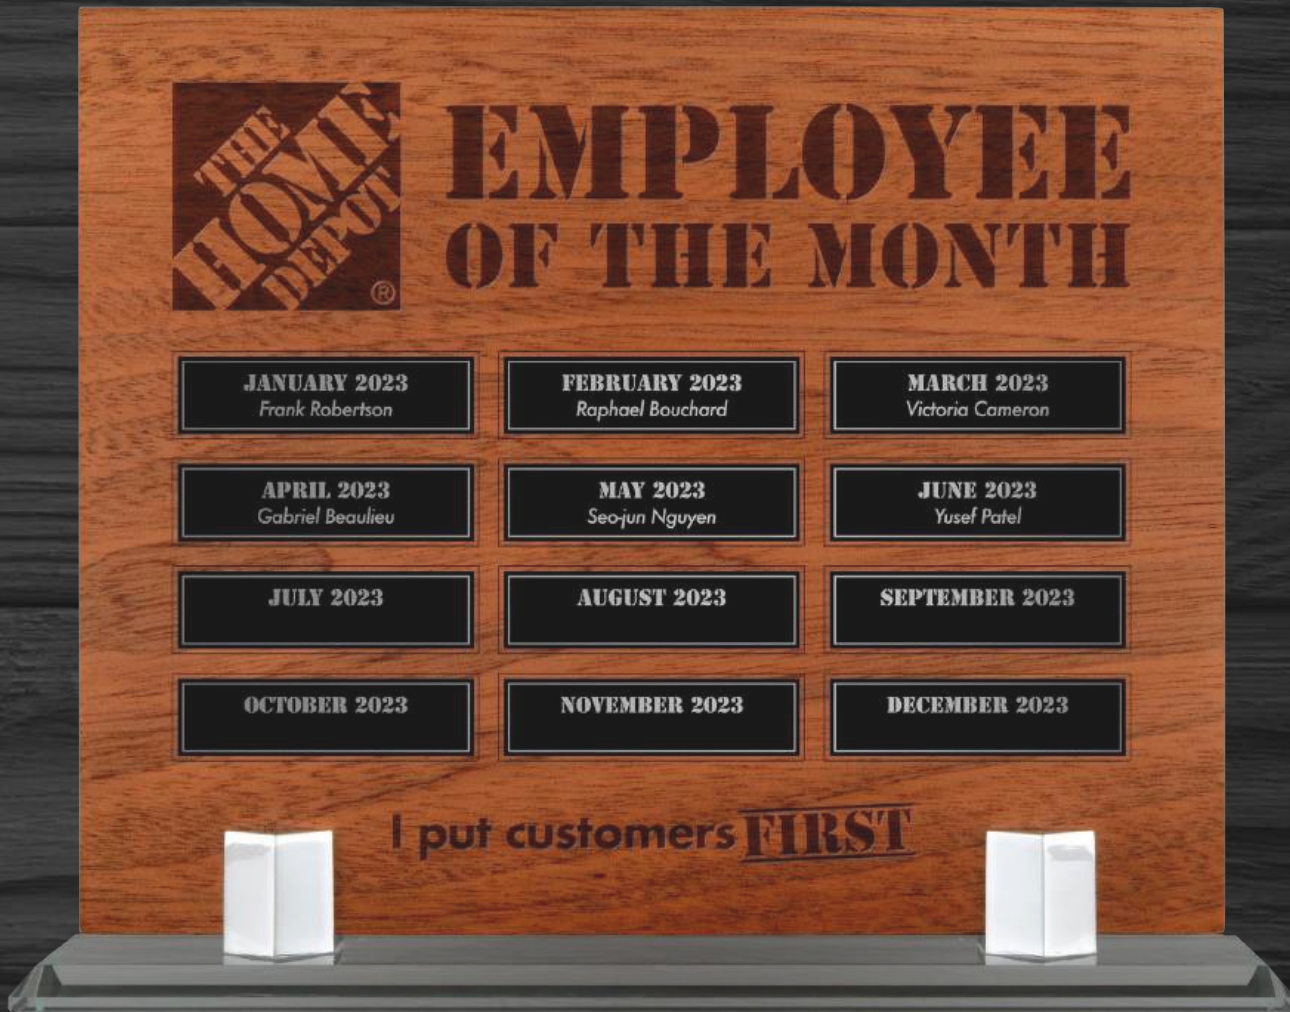 THE
HOME
DEPOT
®
EMPLOYEE
OF THE MONTH
JANUARY 2023
Frank Robertson
FEBRUARY 2023
Raphael Bouchard
MARCH 2023
Victoria Cameron
APRIL 2023
Gabriel Beaulieu
MAY 2023
Seo-jun Nguyen
JUNE 2023
Yusef Patel
JULY 2023
AUGUST 2023
SEPTEMBER 2023
OCTOBER 2023
NOVEMBER 2023
DECEMBER 2023
I put customers FIRST